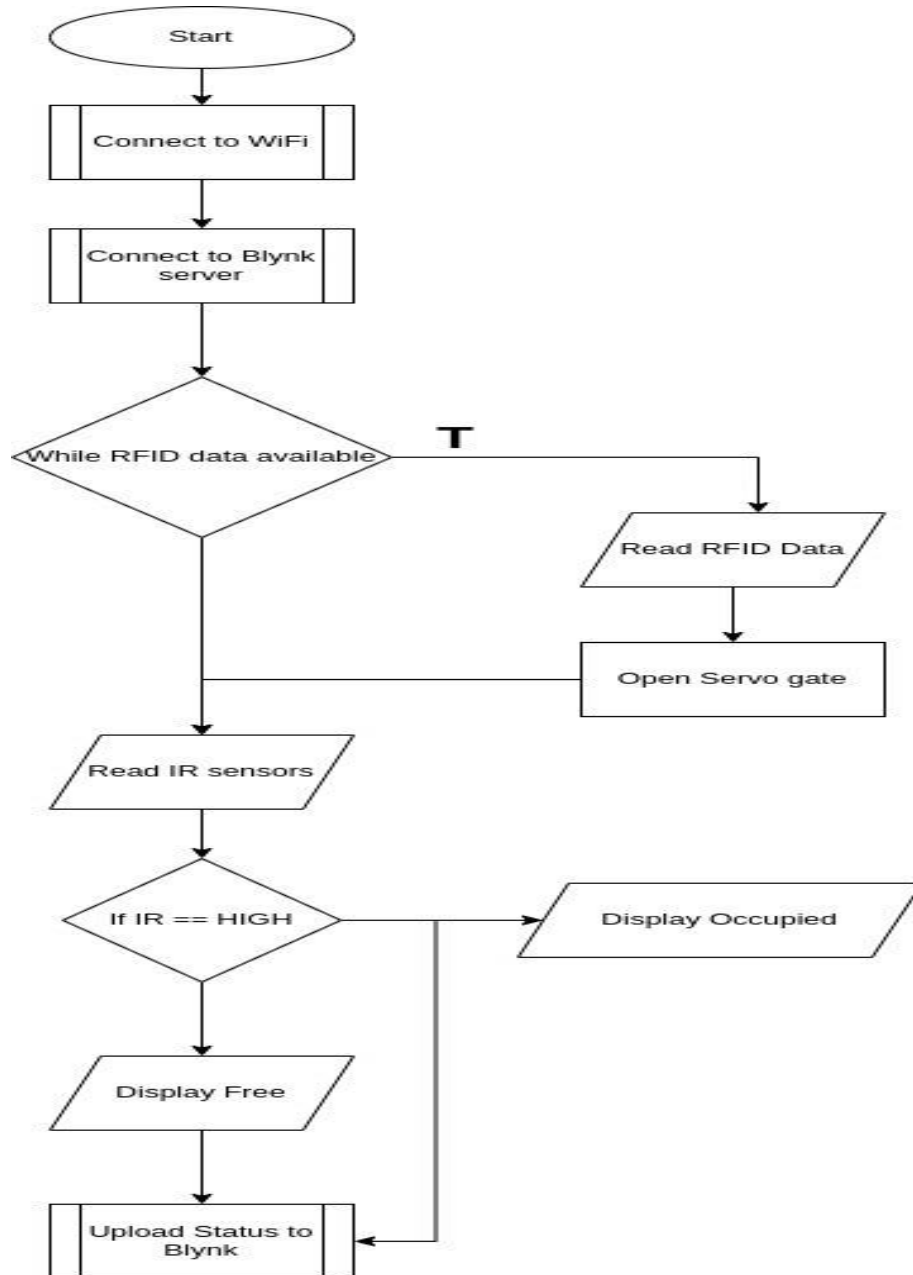 Start
Connect to WiFi
Connect to Blynk
server
While RFID data available
T
Read RFID Data
Open Servo gate
Read IR sensors
If IR == HIGH
Display Occupied
Display Free
Upload Status to
Blynk